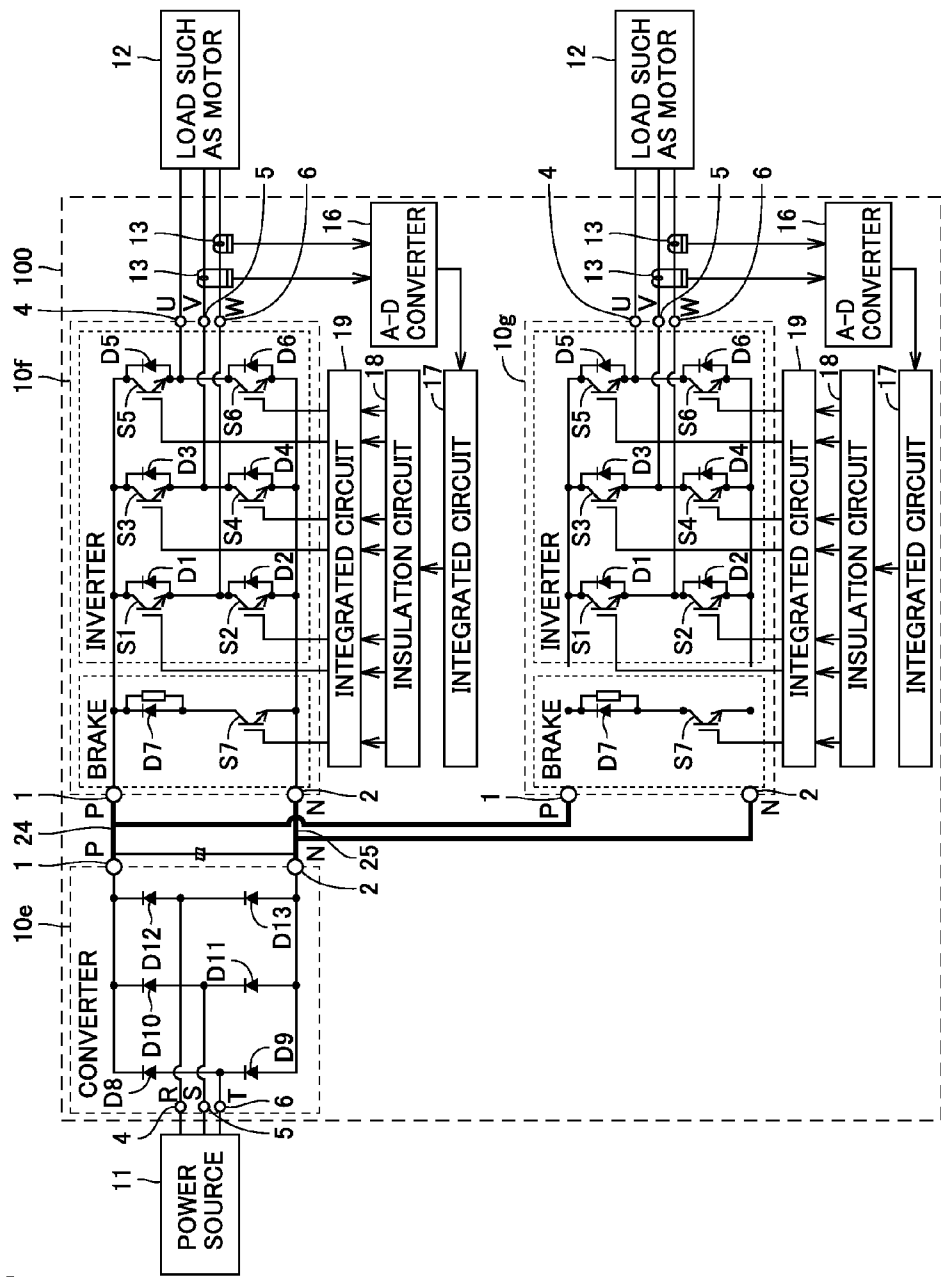 100
11
POWER
SOURCE
4
5
6
R
S
T
10e
CONVERTER
D8
D10
D12
D9
D11
D13
1
P
24
P
1
2
N
25
N
2
10f
BRAKE
D7
S7
INVERTER
S1
D1
S3
D3
S5
D5
S2
D2
S4
D4
S6
D6
4
U
V
W
5
6
13
13
12
LOAD SUCH
AS MOTOR
16
A-D
CONVERTER
19
INTEGRATED CIRCUIT
18
INSULATION CIRCUIT
17
INTEGRATED CIRCUIT
1
P
N
2
10g
BRAKE
D7
S7
INVERTER
S1
D1
S3
D3
S5
D5
S2
D2
S4
D4
S6
D6
4
U
V
W
5
6
13
13
12
LOAD SUCH
AS MOTOR
16
A-D
CONVERTER
19
INTEGRATED CIRCUIT
18
INSULATION CIRCUIT
17
INTEGRATED CIRCUIT